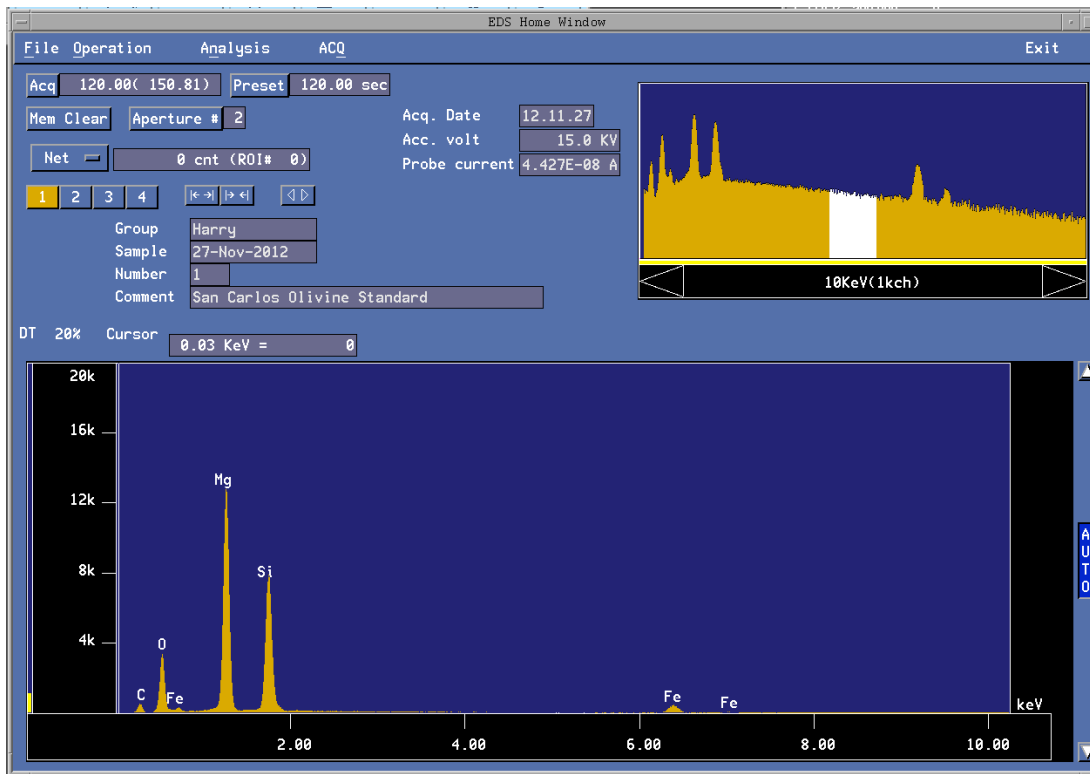 EDS Home Window
File Operation Analysis ACQ Exit
Acq 120.00( 150.81) Preset 120.00 sec
Mem Clear Aperture # 2
Net 0 cnt (ROI# 0)
Acq. Date 12.11.27
Acc. volt 15.0 KV
Probe current 4.427E-08 A
1 2 3 4
Group Harry
Sample 27-Nov-2012
Number 1
Comment San Carlos Olivine Standard
10KeV(1kch)
DT 20% Cursor 0.03 KeV = 0
20k
16k
12k
8k
4k
Mg
Si
O
C
Fe
Fe
Fe
keV
2.00 4.00 6.00 8.00 10.00
AUTO